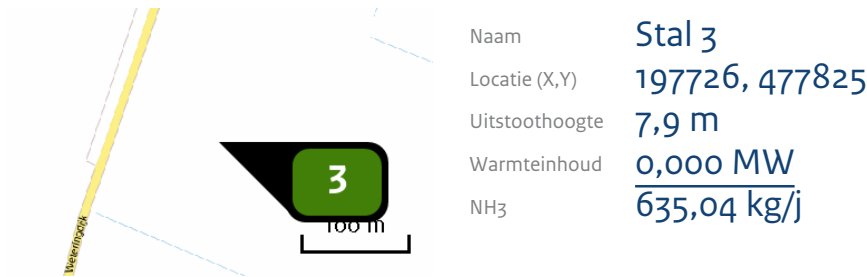 Weteringdijk
3
100 m
Naam Stal 3
Locatie (X,Y) 197726, 477825
Uitstoothoogte 7,9 m
Warmteinhoud 0,000 MW
NH3 635,04 kg/j